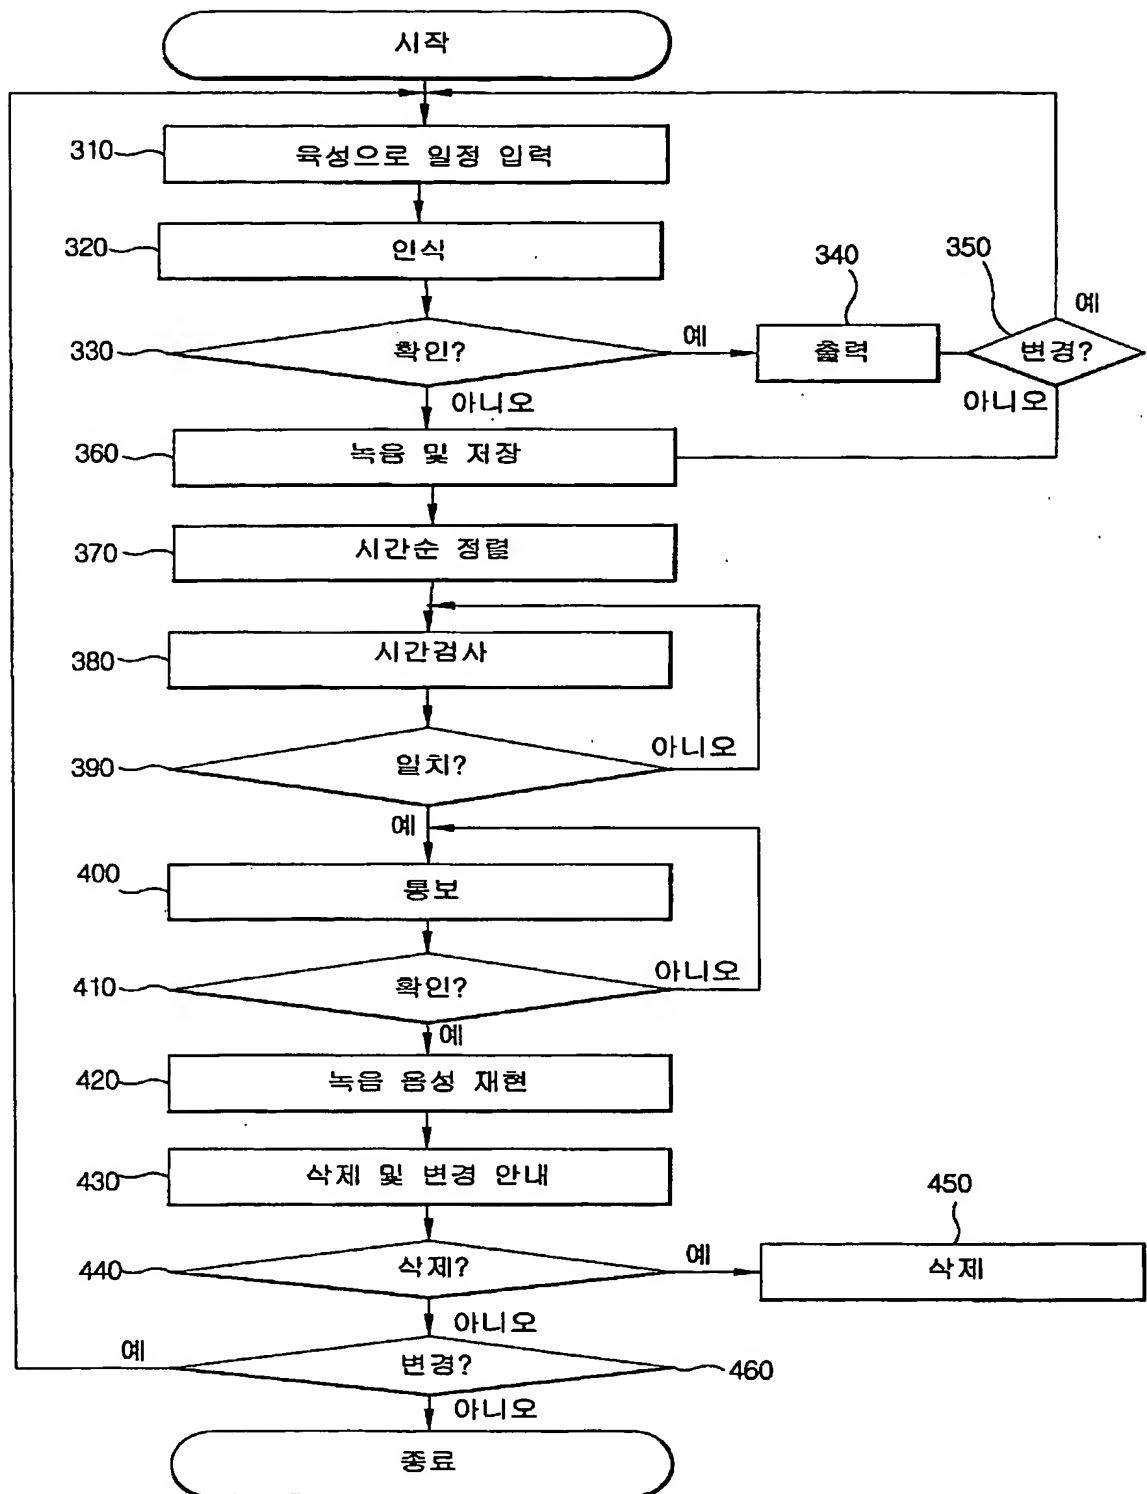 시작
310
육성으로 일정 입력
320
인식
340
350
330
확인?
예
출력
변경?
예
아니오
아니오
360
녹음 및 저장
370
시간순 정렬
380
시간검사
390
일치?
아니오
예
400
통보
410
확인?
아니오
예
420
녹음 음성 재현
430
삭제 및 변경 안내
450
440
삭제?
예
삭제
아니오
예
변경?
460
아니오
종료